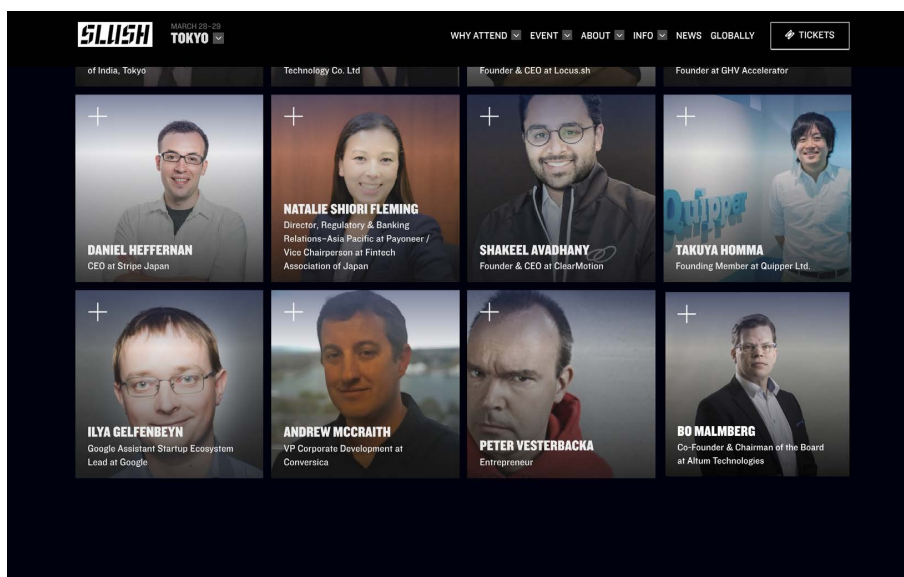 SLUSH
MARCH 28–29
TOKYO
WHY ATTEND EVENT ABOUT INFO NEWS GLOBALLY
TICKETS
of India, Tokyo
Technology Co. Ltd
Founder & CEO at Locus.sh
Founder at GHV Accelerator
DANIEL HEFFERNAN
CEO at Stripe Japan
NATALIE SHIORI FLEMING
Director, Regulatory & Banking
Relations–Asia Pacific at Payoneer /
Vice Chairperson at Fintech
Association of Japan
SHAKEEL AVADHANY
Founder & CEO at ClearMotion
Quipper
TAKUYA HOMMA
Founding Member at Quipper Ltd.
ILYA GELFENBEYN
Google Assistant Startup Ecosystem
Lead at Google
ANDREW MCCRAITH
VP Corporate Development at
Conversica
PETER VESTERBACKA
Entrepreneur
BO MALMBERG
Co-Founder & Chairman of the Board
at Altum Technologies